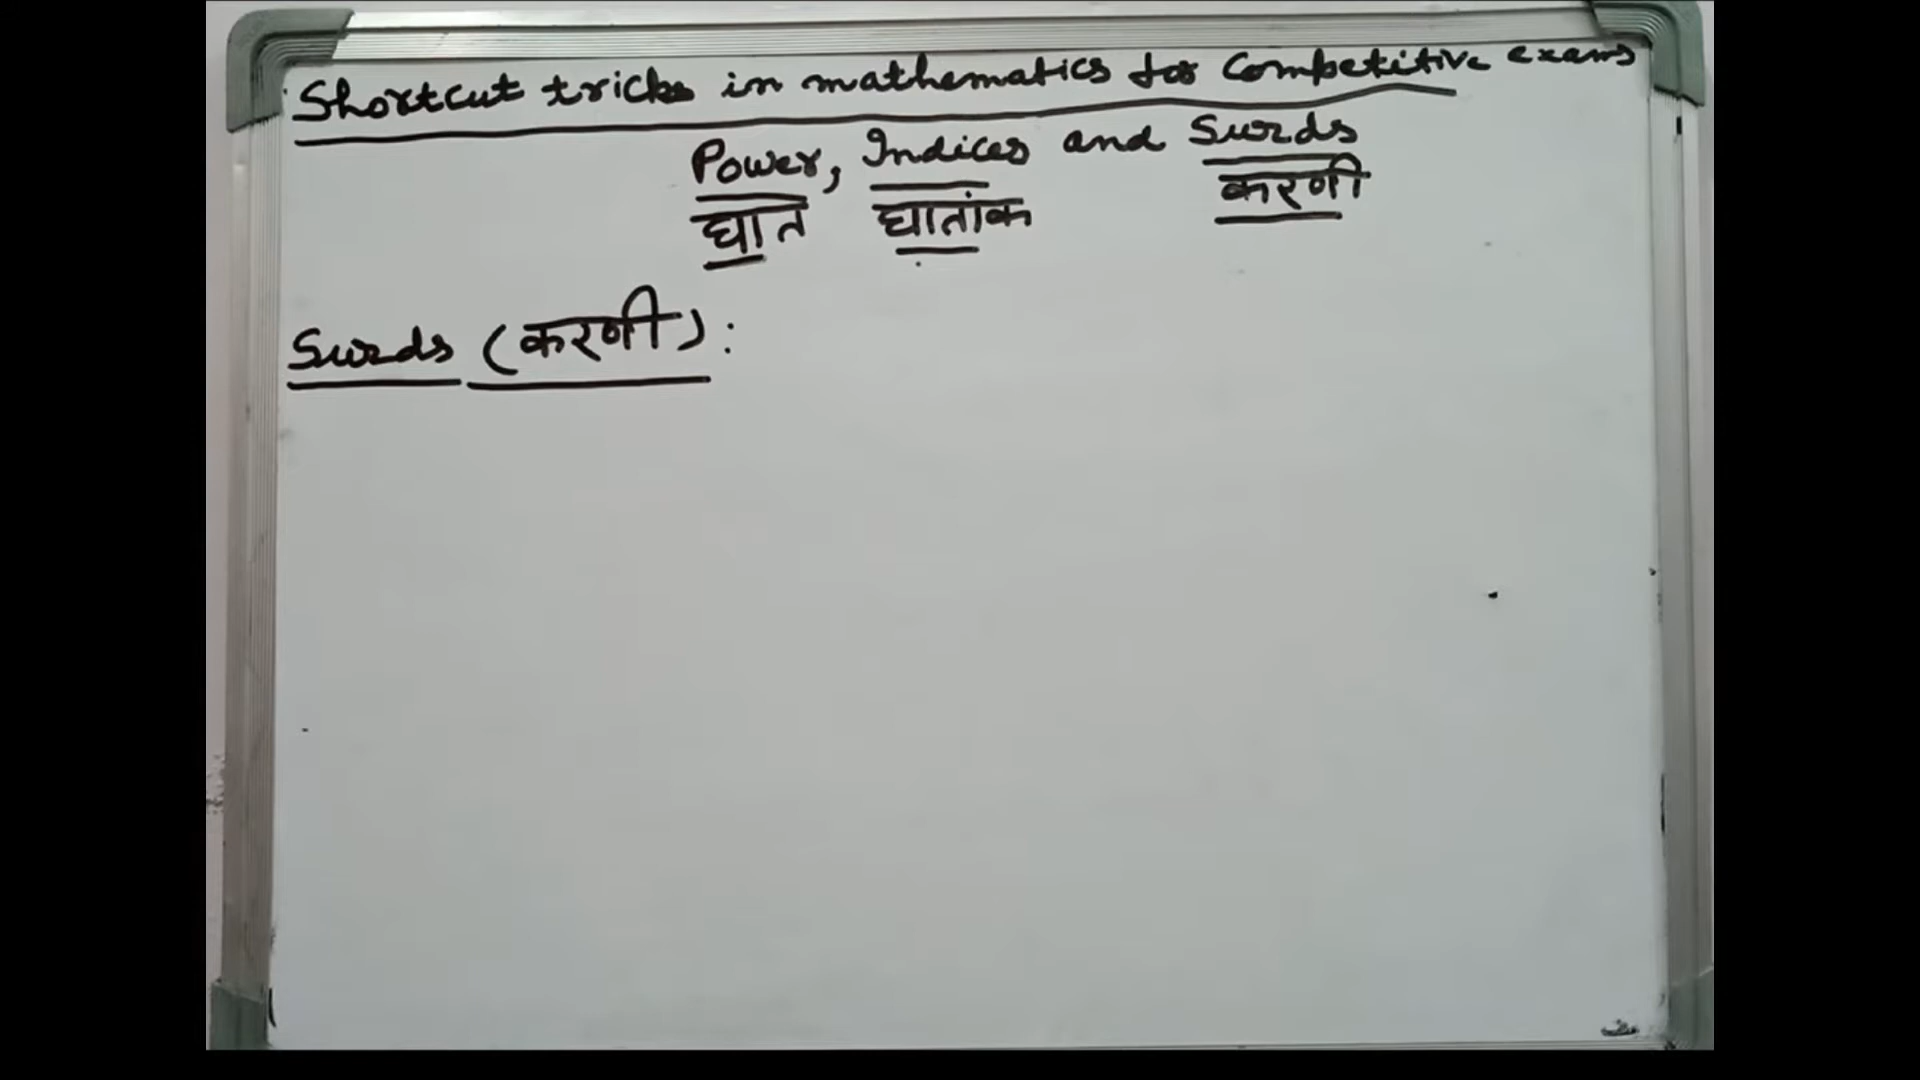 Shortcut tricks in mathematics for Competitive exams
Power, Indices and Surds
घात घातांक करणी
Surds (करणी) :